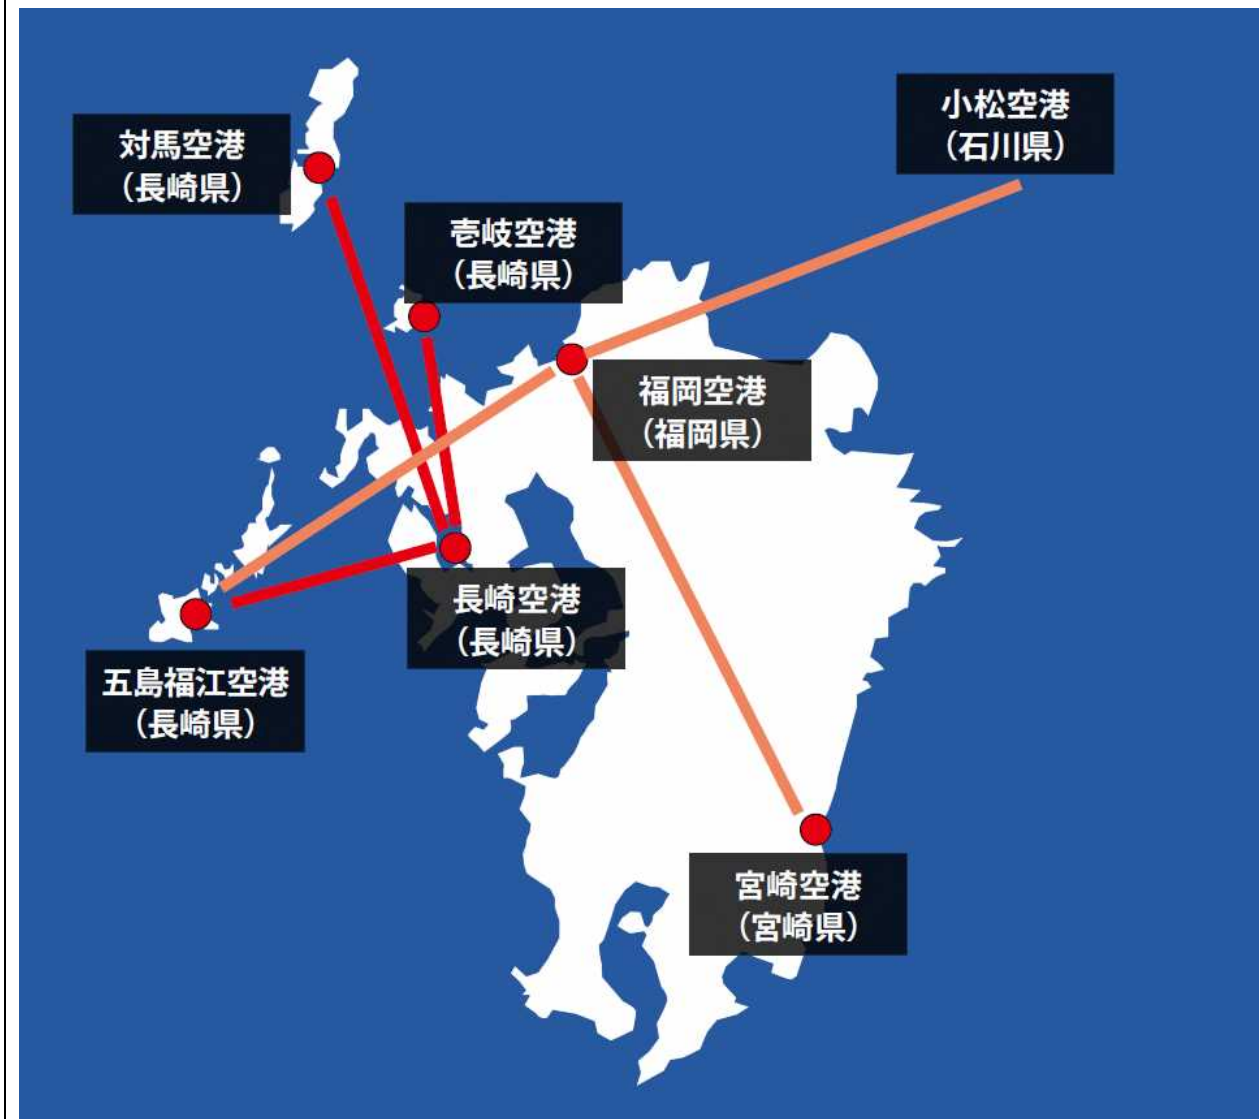 小松空港
（石川県）
対馬空港
（長崎県）
壱岐空港
（長崎県）
福岡空港
（福岡県）
長崎空港
（長崎県）
五島福江空港
（長崎県）
宮崎空港
（宮崎県）